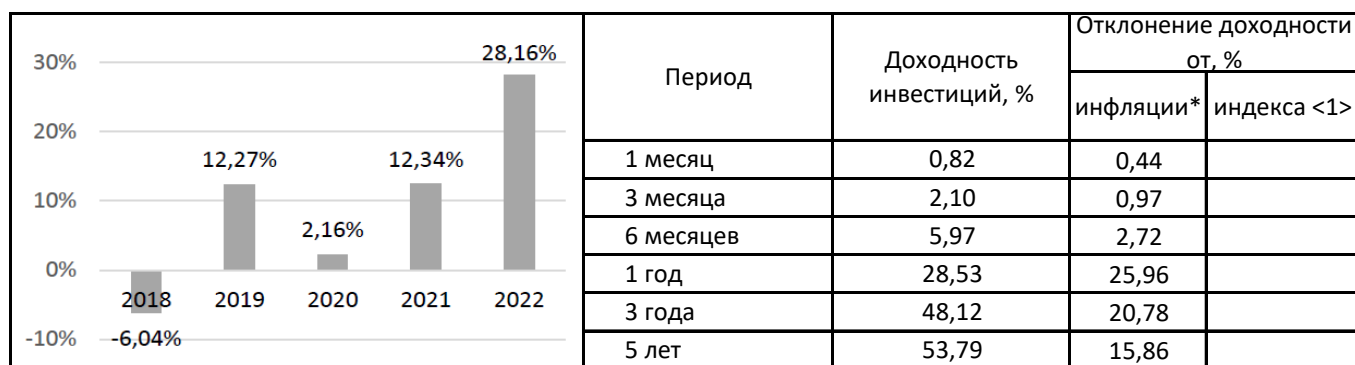 30%
20%
10%
0%
-10%
-6,04%
12,27%
2,16%
12,34%
28,16%
2018 2019 2020 2021 2022
Период
Доходность
инвестиций, %
Отклонение доходности
от, %
инфляции* индекса <1>
1 месяц 0,82 0,44
3 месяца 2,10 0,97
6 месяцев 5,97 2,72
1 год 28,53 25,96
3 года 48,12 20,78
5 лет 53,79 15,86